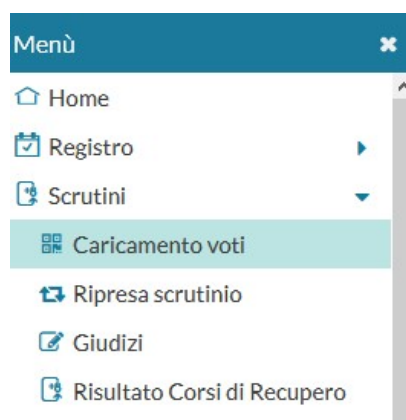 Menù
Home
Registro
Scrutini
Caricamento voti
Ripresa scrutinio
Giudizi
Risultato Corsi di Recupero